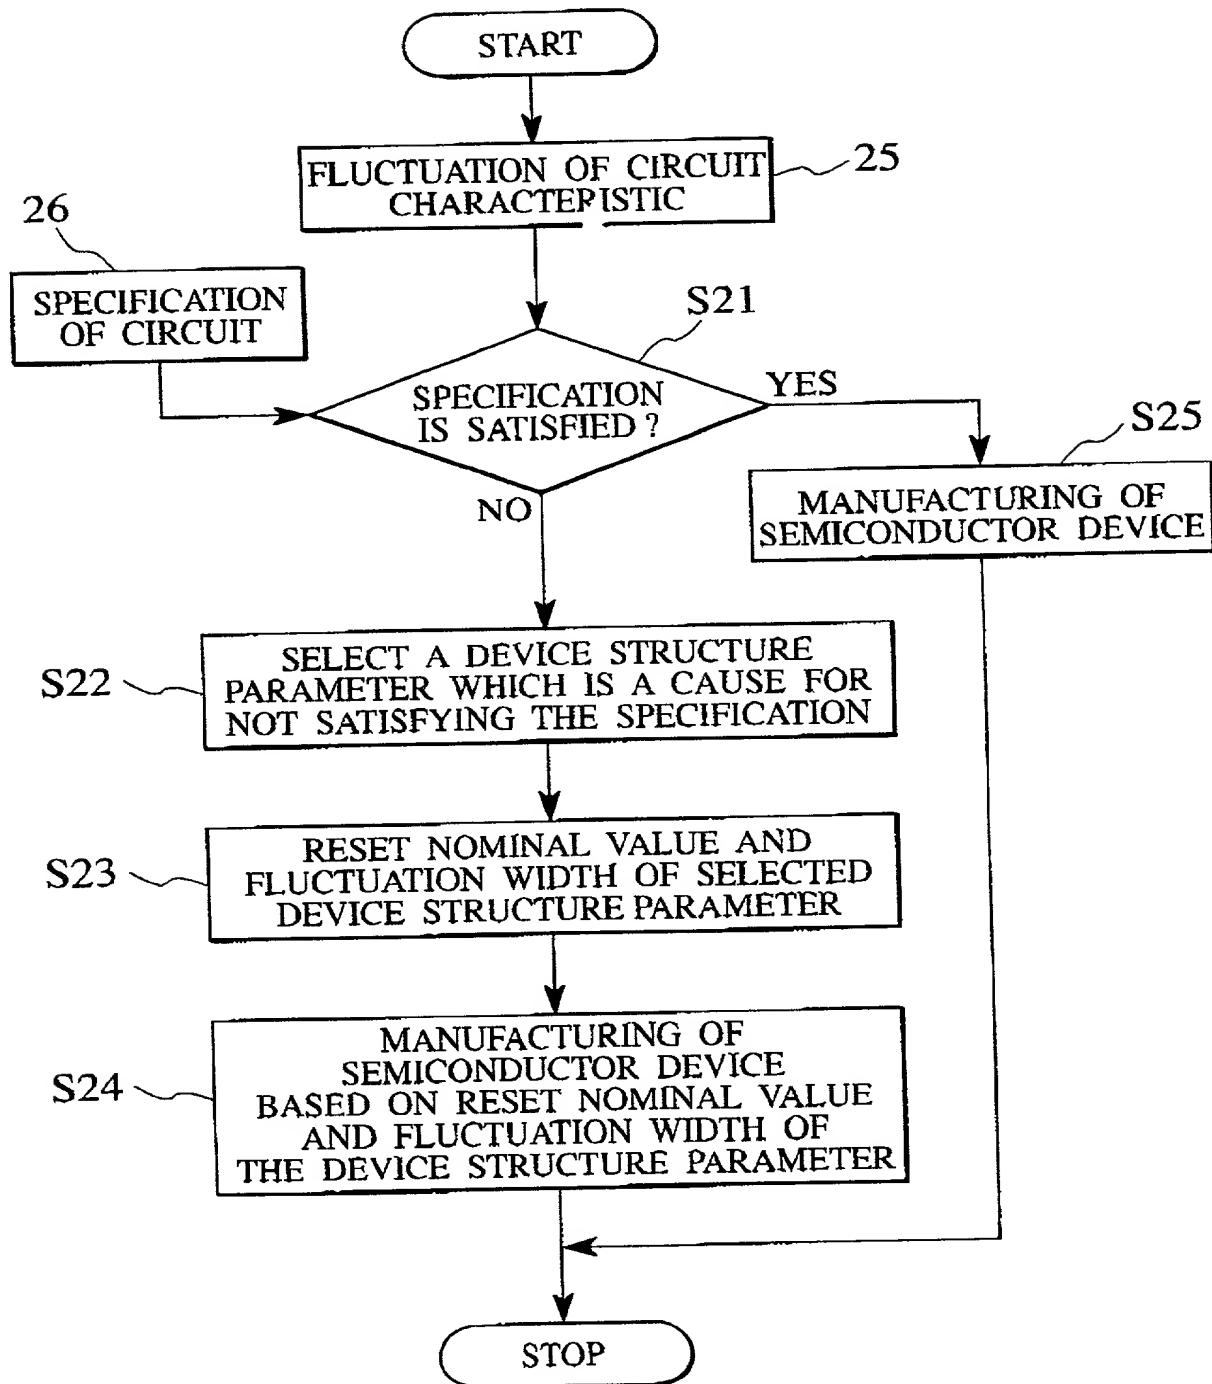 START
FLUCTUATION OF CIRCUIT
CHARACTERISTIC
25
26
SPECIFICATION
OF CIRCUIT
S21
SPECIFICATION
IS SATISFIED ?
YES
NO
S25
MANUFACTURING OF
SEMICONDUCTOR DEVICE
S22
SELECT A DEVICE STRUCTURE
PARAMETER WHICH IS A CAUSE FOR
NOT SATISFYING THE SPECIFICATION
S23
RESET NOMINAL VALUE AND
FLUCTUATION WIDTH OF SELECTED
DEVICE STRUCTURE PARAMETER
S24
MANUFACTURING OF
SEMICONDUCTOR DEVICE
BASED ON RESET NOMINAL VALUE
AND FLUCTUATION WIDTH OF
THE DEVICE STRUCTURE PARAMETER
STOP